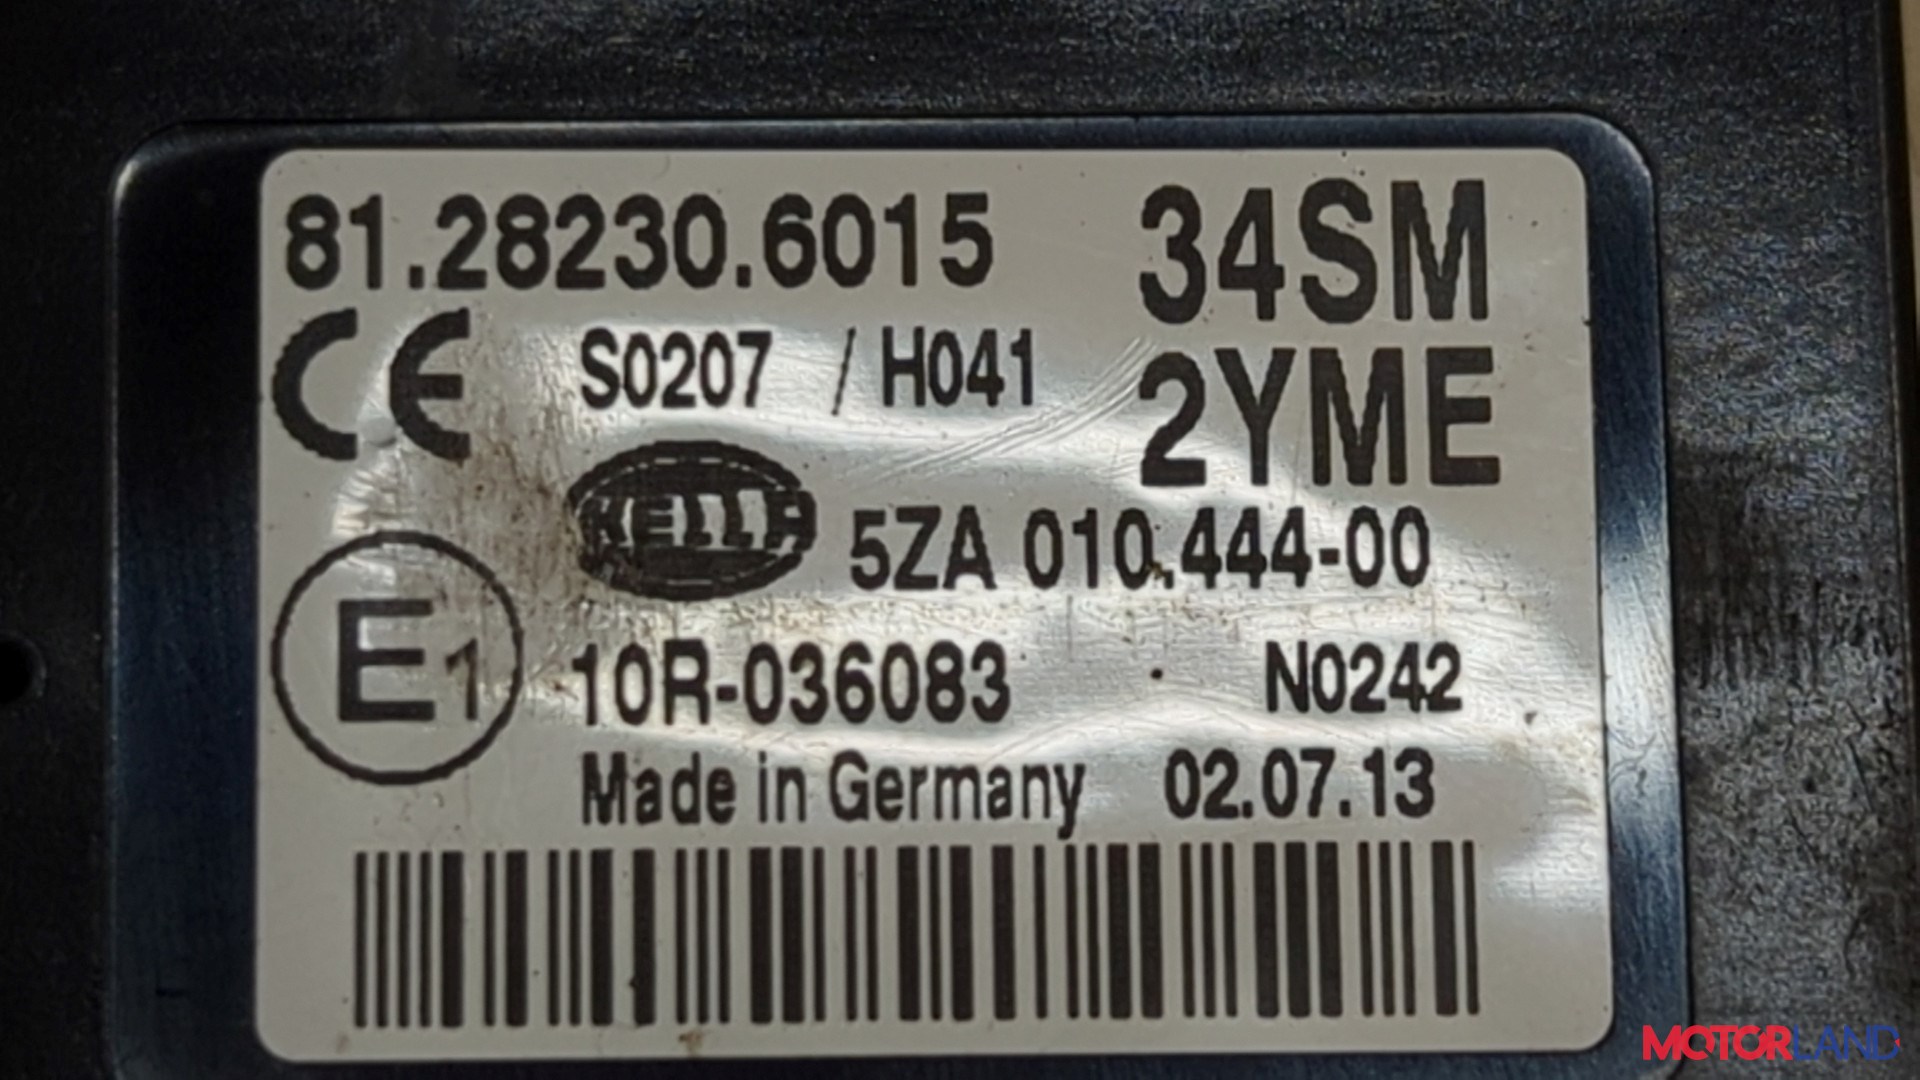 81.28230.6015
34SM
2YME
CE
S0207 / H041
HELLA
5ZA 010.444-00
E1
10R-036083
N0242
Made in Germany 02.07.13
MOTORLAND